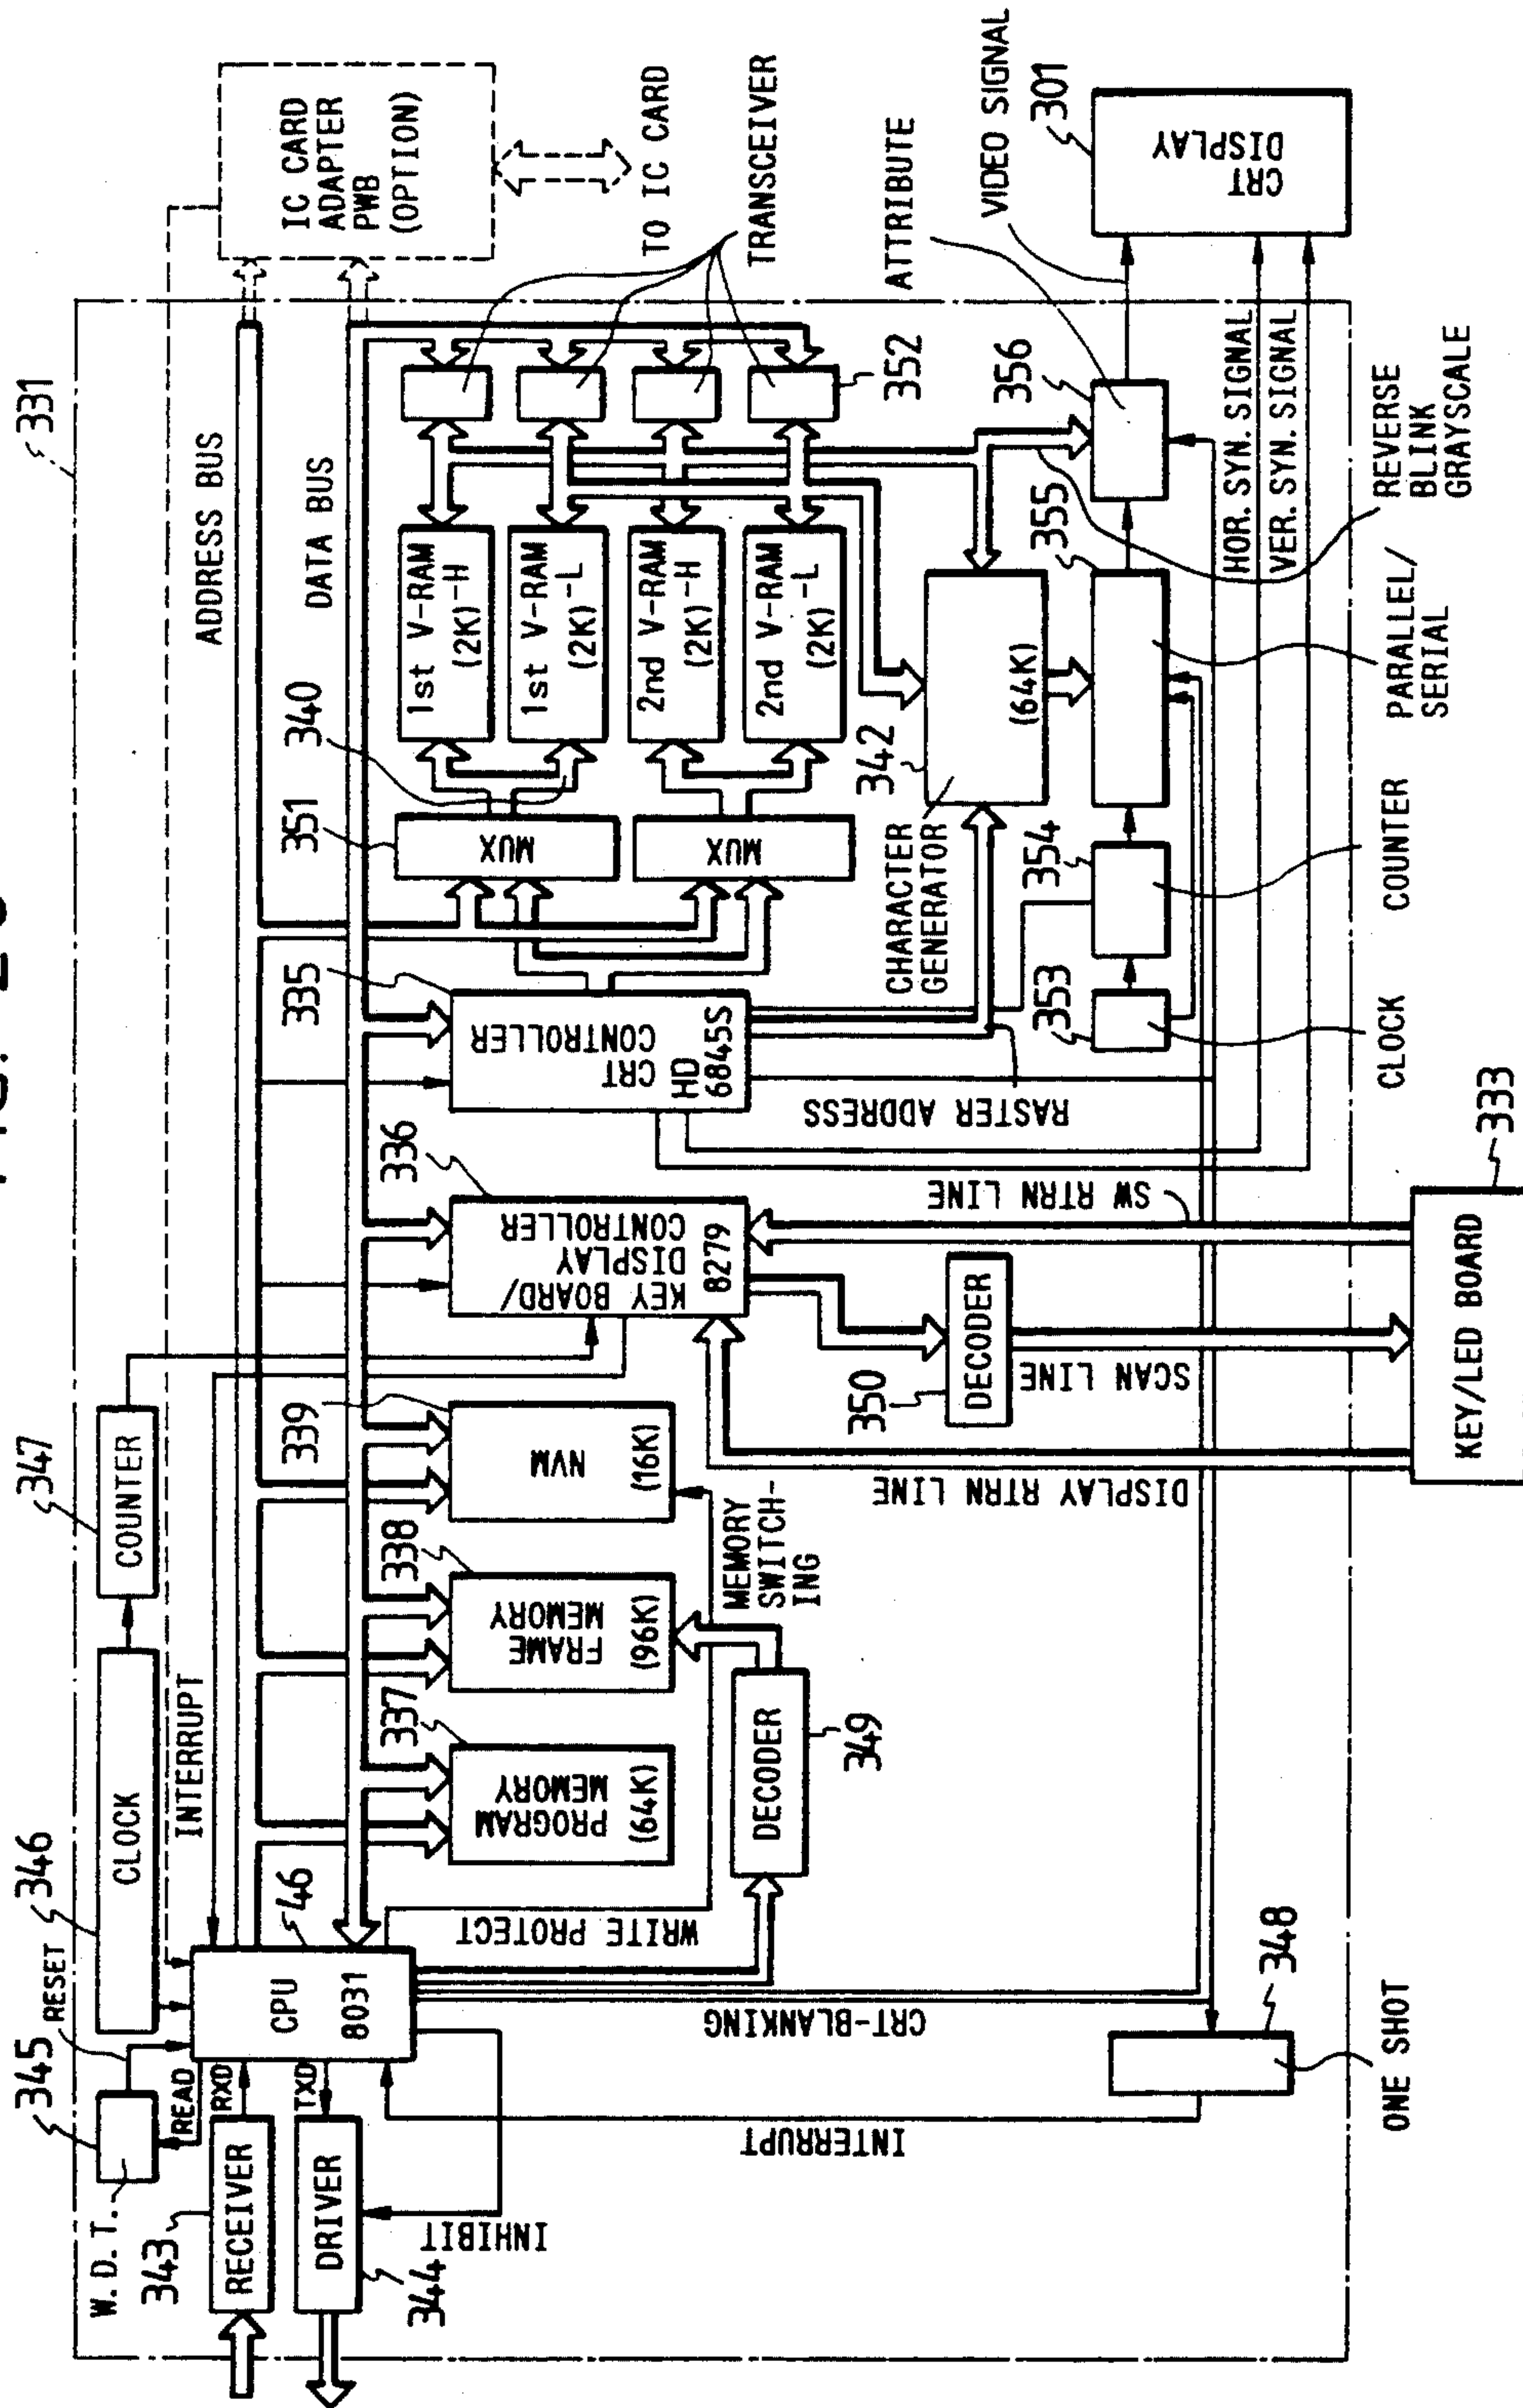 331
IC CARD
ADAPTER
PWB
(OPTION)
TO IC CARD
TRANSCEIVER
ATTRIBUTE
VIDEO SIGNAL
301
CRT
DISPLAY
ADDRESS BUS
DATA BUS
351
340
MUX
MUX
1st V-RAM
(2K)-H
1st V-RAM
(2K)-L
2nd V-RAM
(2K)-H
2nd V-RAM
(2K)-L
352
356
355
342
(64K)
CHARACTER
GENERATOR
354
353
HOR. SYN. SIGNAL
VER. SYN. SIGNAL
REVERSE
BLINK
GRAYSCALE
PARALLEL/
SERIAL
COUNTER
CLOCK
335
CRT
CONTROLLER
HD
6845S
RASTER ADDRESS
336
KEY BOARD/
DISPLAY
CONTROLLER
8279
SW RTRN LINE
350
DECODER
SCAN LINE
DISPLAY RTRN LINE
333
KEY/LED BOARD
347
COUNTER
346
CLOCK
INTERRUPT
339
NVM
(16K)
MEMORY
SWITCH-
ING
338
FRAME
MEMORY
(96K)
337
PROGRAM
MEMORY
(64K)
DECODER
349
345
RESET
W.D.T.
READ
RXD
TXD
46
CPU
8031
343
RECEIVER
DRIVER
344
INHIBIT
WRITE PROTECT
CRT-BLANKING
INTERRUPT
348
ONE SHOT